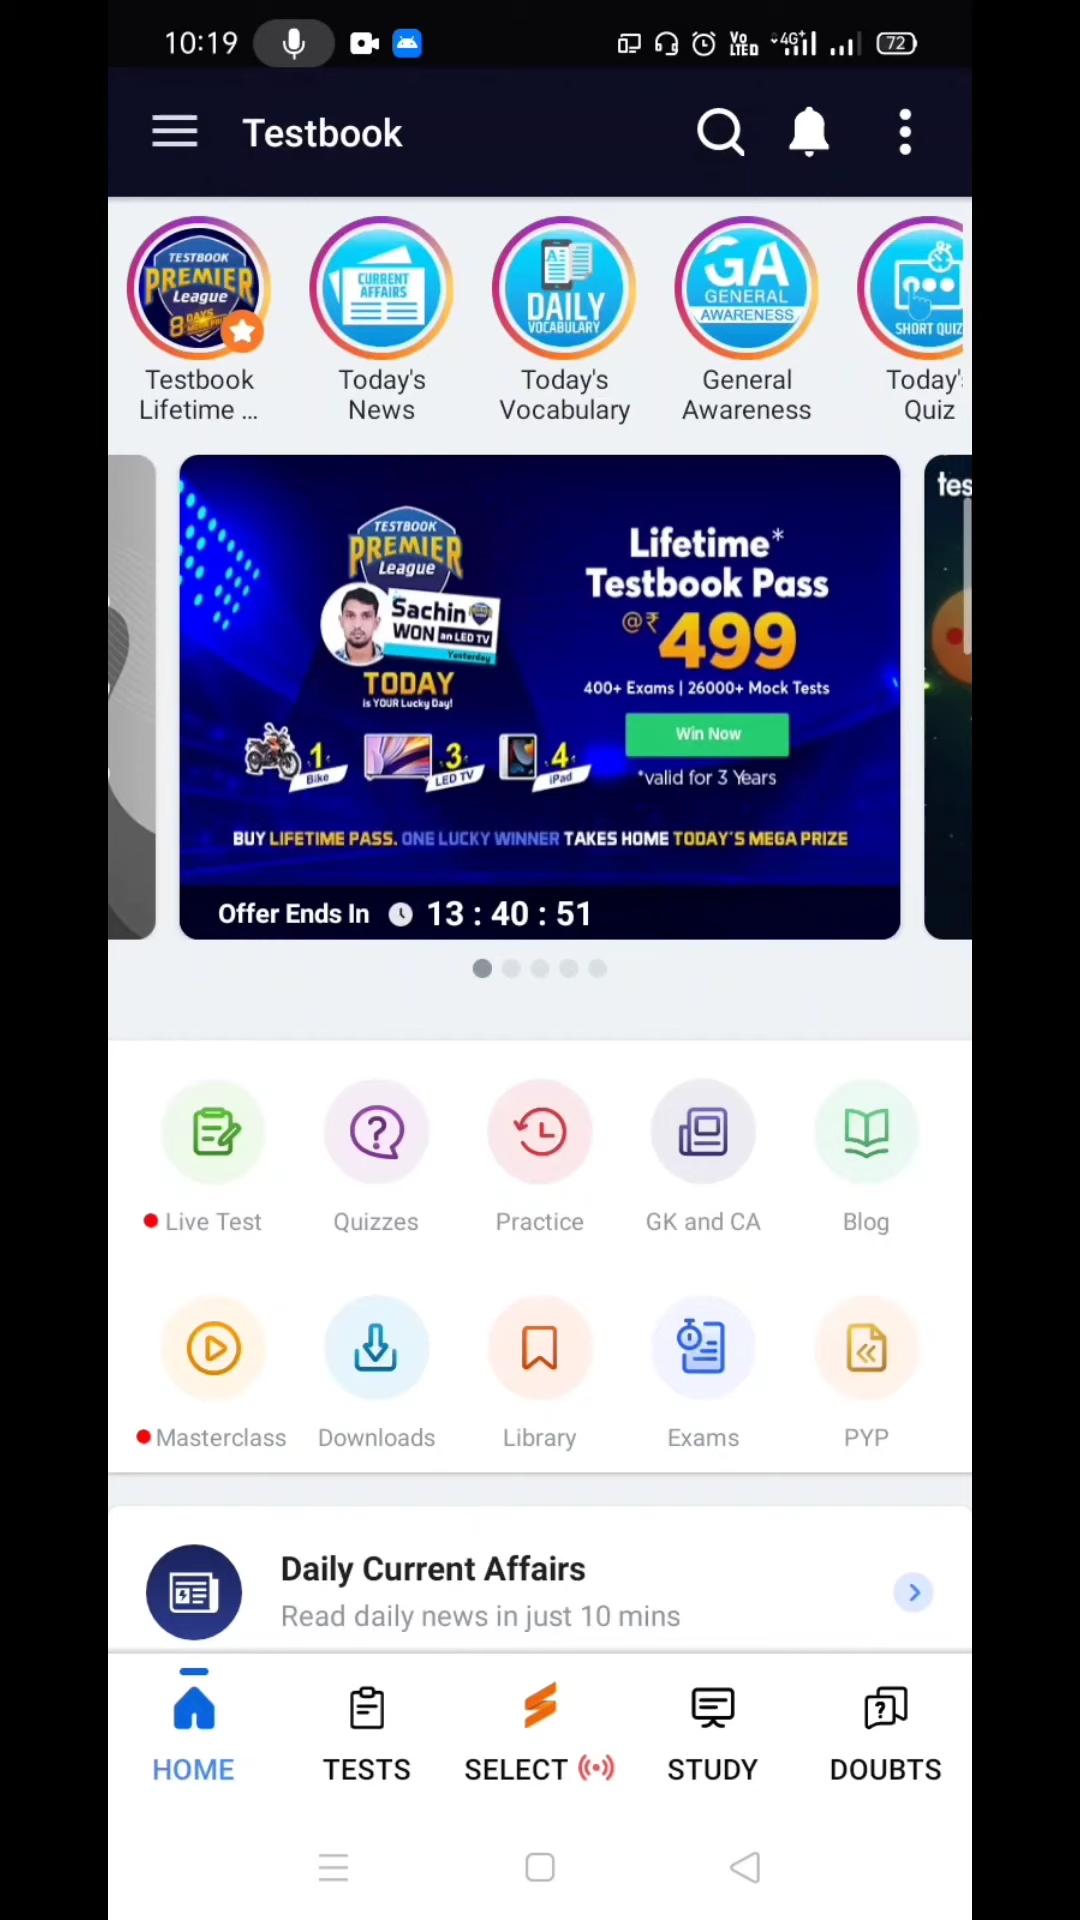 10:19
Vo
LTED
4G+
72
Testbook
TESTBOOK
PREMIER
League
8 DAYS
CURRENT
AFFAIRS
DAILY
VOCABULARY
GA
GENERAL
AWARENESS
SHORT QUIZ
Testbook
Lifetime ...
Today's
News
Today's
Vocabulary
General
Awareness
Today'
Quiz
TESTBOOK
PREMIER
League
Sachin
WON an LED TV
Yesterday
TODAY
is YOUR Lucky Day!
1
Bike
3
LED TV
4
iPad
Lifetime*
Testbook Pass
@₹499
400+ Exams | 26000+ Mock Tests
Win Now
*valid for 3 Years
BUY LIFETIME PASS. ONE LUCKY WINNER TAKES HOME TODAY'S MEGA PRIZE
Offer Ends In 13 : 40 : 51
tes
Live Test
Quizzes
Practice
GK and CA
Blog
Masterclass
Downloads
Library
Exams
PYP
Daily Current Affairs
Read daily news in just 10 mins
HOME
TESTS
SELECT
STUDY
DOUBTS